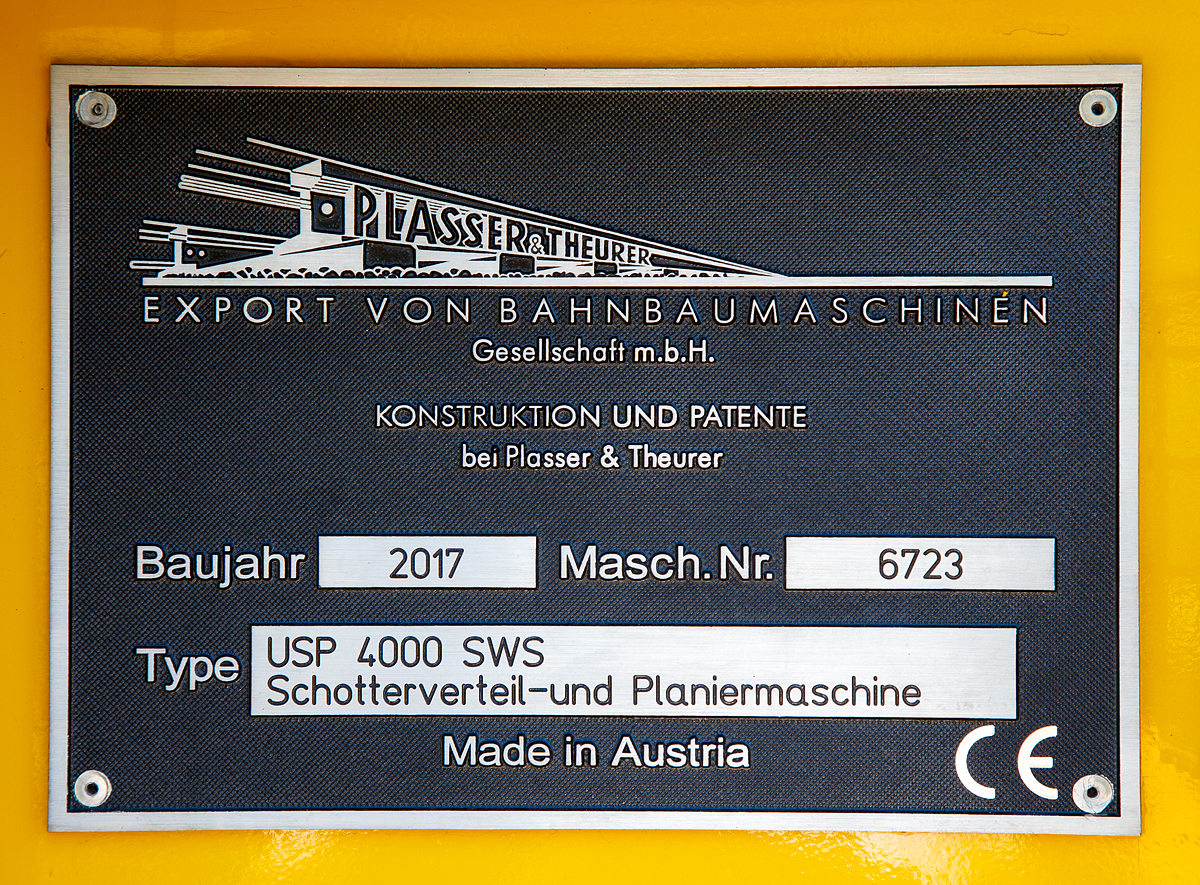 PLASSER & THEURER
EXPORT VON BAHNBAUMASCHINEN
Gesellschaft m.b.H.
KONSTRUKTION UND PATENTE
bei Plasser & Theurer
Baujahr 2017 Masch.Nr. 6723
Type USP 4000 SWS
Schotterverteil-und Planiermaschine
Made in Austria
CE